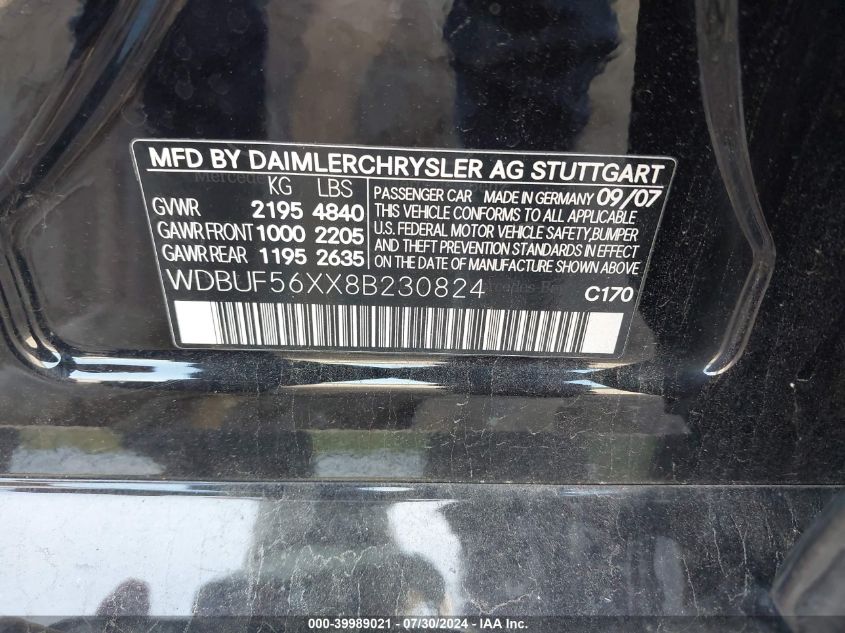 MFD BY DAIMLERCHRYSLER AG STUTTGART
KG LBS
GVWR 2195 4840
GAWR FRONT 1000 2205
GAWR REAR 1195 2635
PASSENGER CAR MADE IN GERMANY 09/07
THIS VEHICLE CONFORMS TO ALL APPLICABLE
U.S. FEDERAL MOTOR VEHICLE SAFETY,BUMPER
AND THEFT PREVENTION STANDARDS IN EFFECT
ON THE DATE OF MANUFACTURE SHOWN ABOVE
WDBUF56XX8B230824
C170
000-39989021 - 07/30/2024 - IAA Inc.